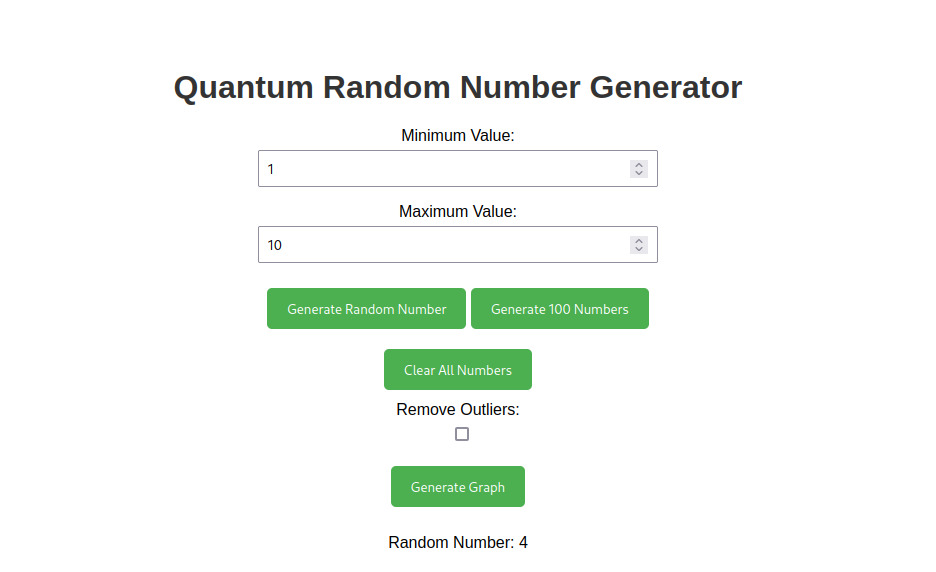 Quantum Random Number Generator
Minimum Value:
1
Maximum Value:
10
Generate Random Number
Generate 100 Numbers
Clear All Numbers
Remove Outliers:
Generate Graph
Random Number: 4